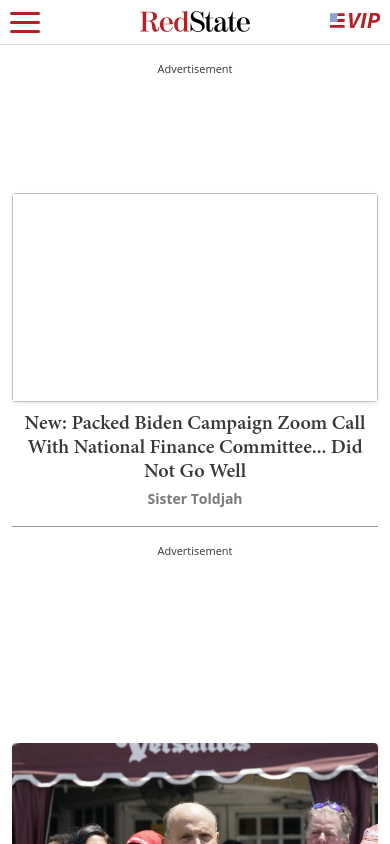 RedState
VIP
Advertisement
New: Packed Biden Campaign Zoom Call
With National Finance Committee... Did
Not Go Well
Sister Toldjah
Advertisement
Versailles